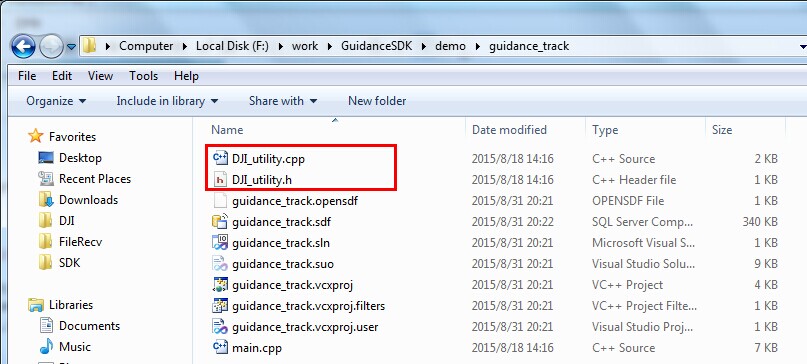 Computer ▸ Local Disk (F:) ▸ work ▸ GuidanceSDK ▸ demo ▸ guidance_track
File Edit View Tools Help
Organize Include in library Share with New folder
Favorites
Desktop
Recent Places
Downloads
DJI
FileRecv
SDK
Libraries
Documents
Music
Name Date modified Type Size
DJI_utility.cpp 2015/8/18 14:16 C++ Source 2 KB
DJI_utility.h 2015/8/18 14:16 C++ Header file 1 KB
guidance_track.opensdf 2015/8/31 20:21 OPENSDF File 1 KB
guidance_track.sdf 2015/8/31 20:22 SQL Server Comp... 340 KB
guidance_track.sln 2015/8/31 20:21 Microsoft Visual S... 1 KB
guidance_track.suo 2015/8/31 20:21 Visual Studio Solu... 9 KB
guidance_track.vcxproj 2015/8/31 20:21 VC++ Project 4 KB
guidance_track.vcxproj.filters 2015/8/31 20:21 VC++ Project Filte... 1 KB
guidance_track.vcxproj.user 2015/8/31 20:21 Visual Studio Proj... 1 KB
main.cpp 2015/8/18 14:16 C++ Source 7 KB